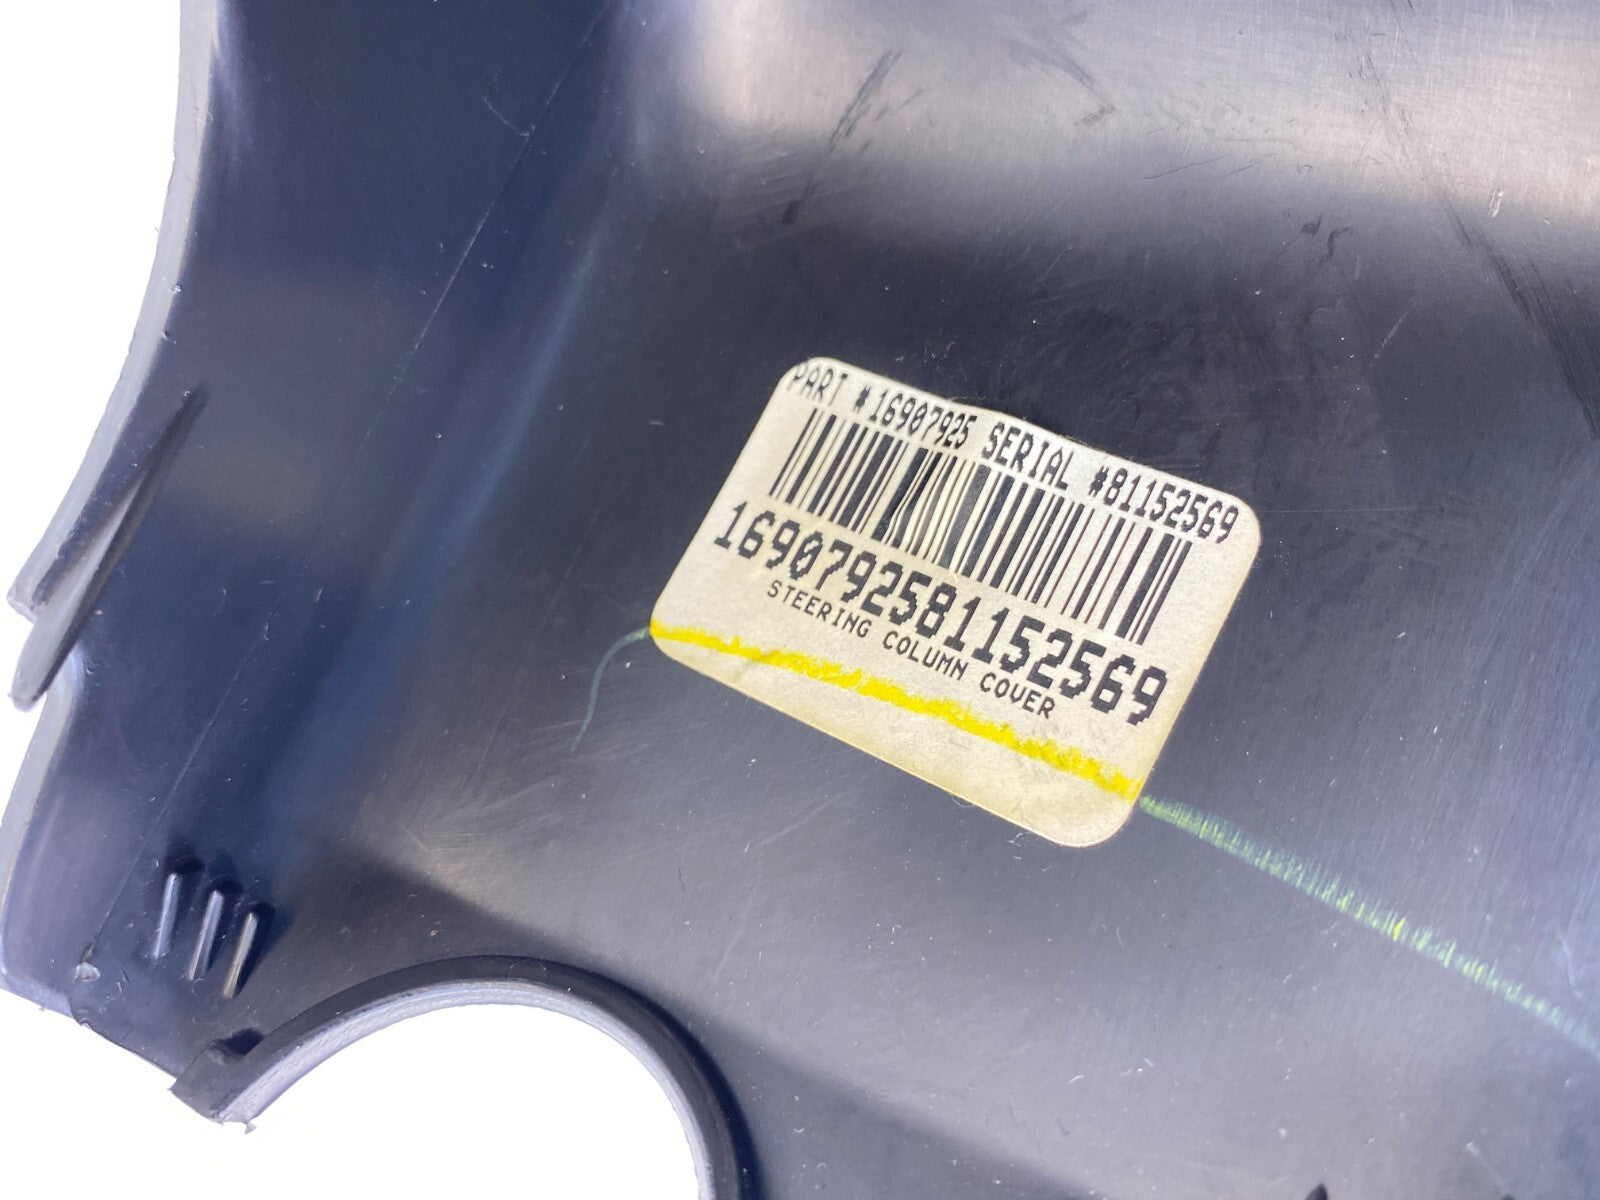 PART # 16907925 SERIAL #81152569
1690792581152569
STEERING COLUMN COVER